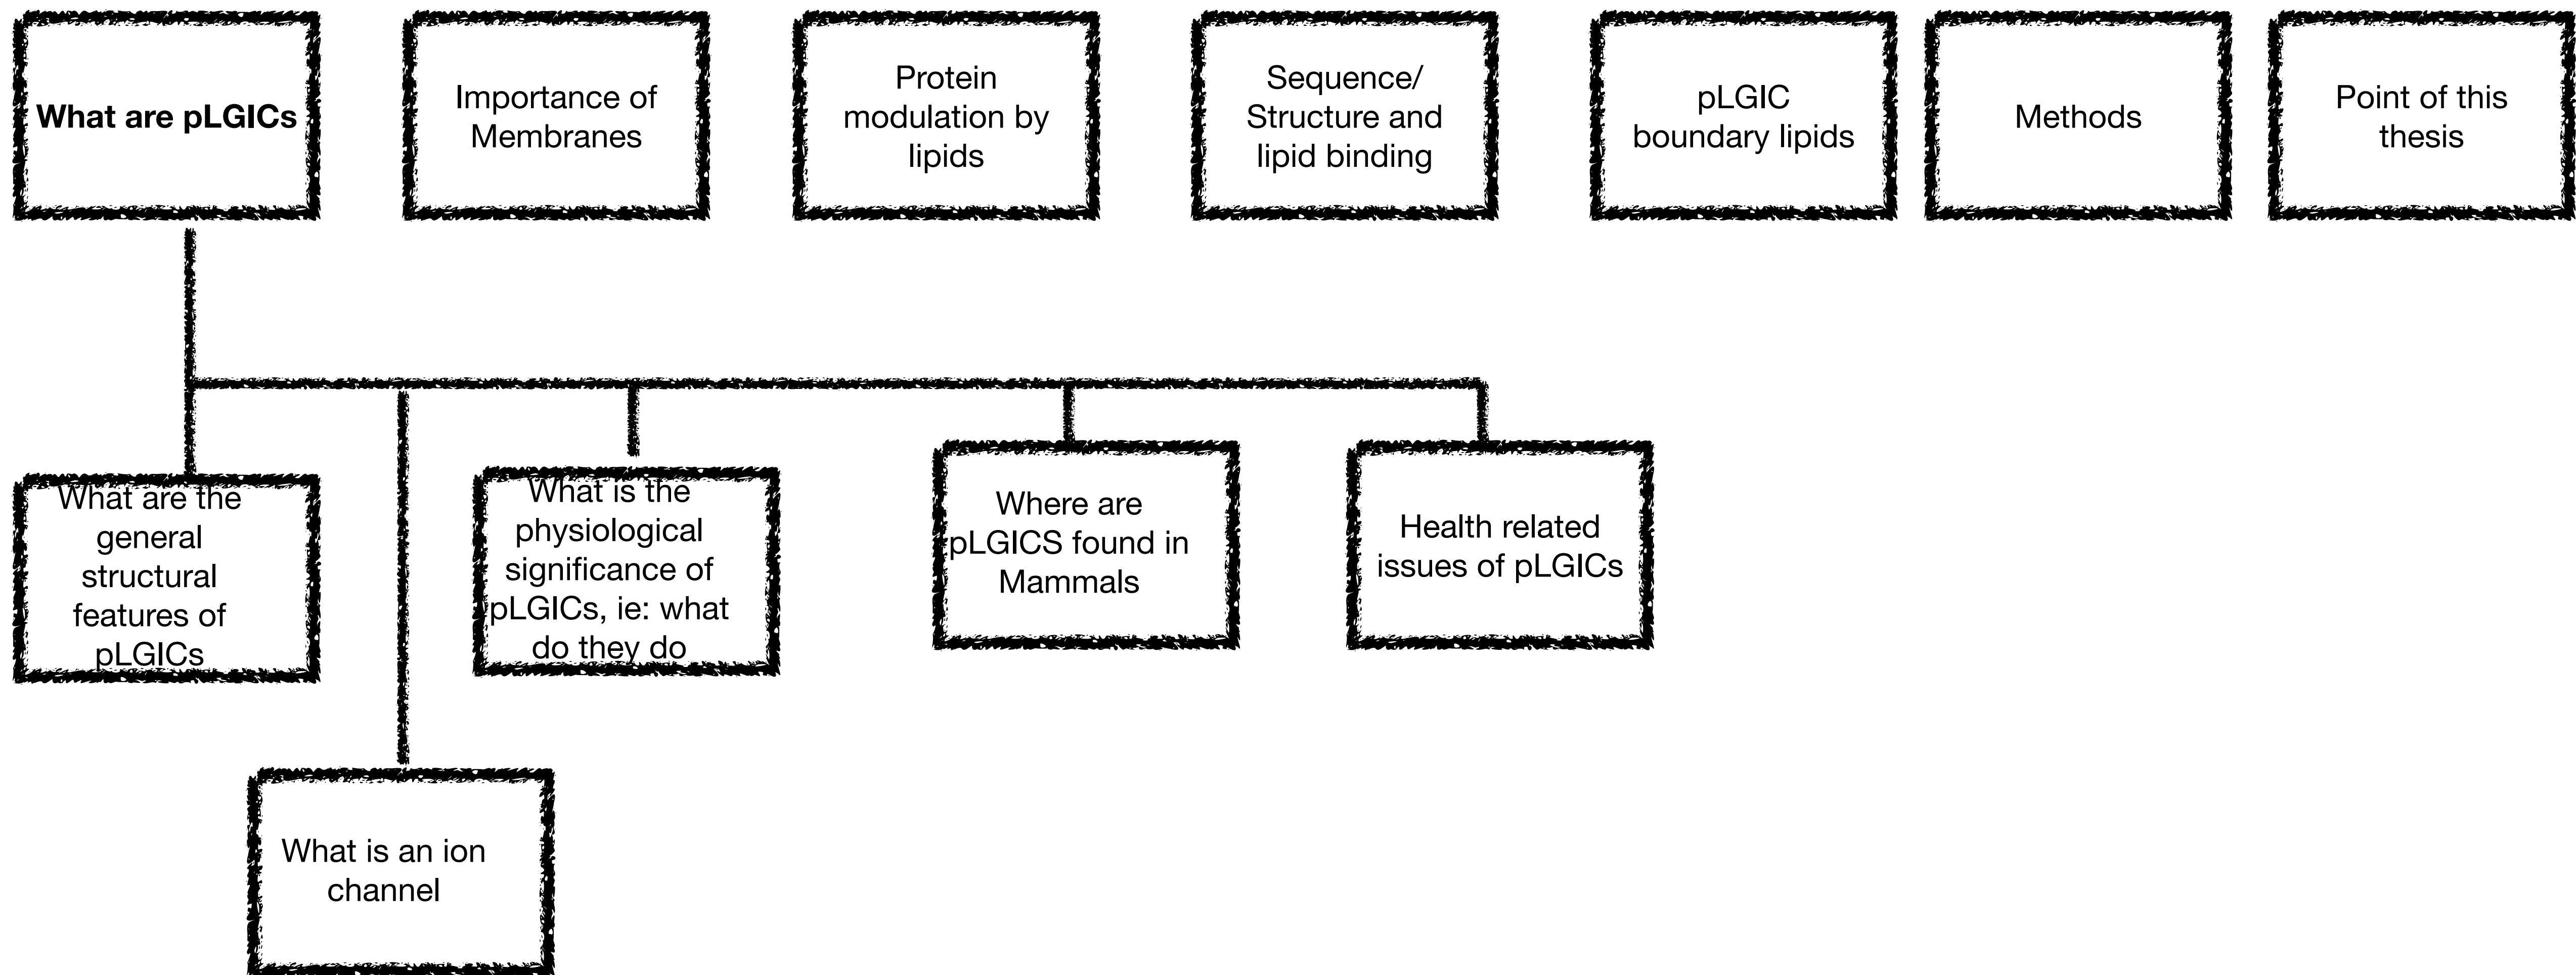 What are pLGICs
Importance of
Membranes
Protein
modulation by
lipids
Sequence/
Structure and
lipid binding
pLGIC
boundary lipids
Methods
Point of this
thesis
What are the
general
structural
features of
pLGICs
What is the
physiological
significance of
pLGICs, ie: what
do they do
Where are
pLGICS found in
Mammals
Health related
issues of pLGICs
What is an ion
channel